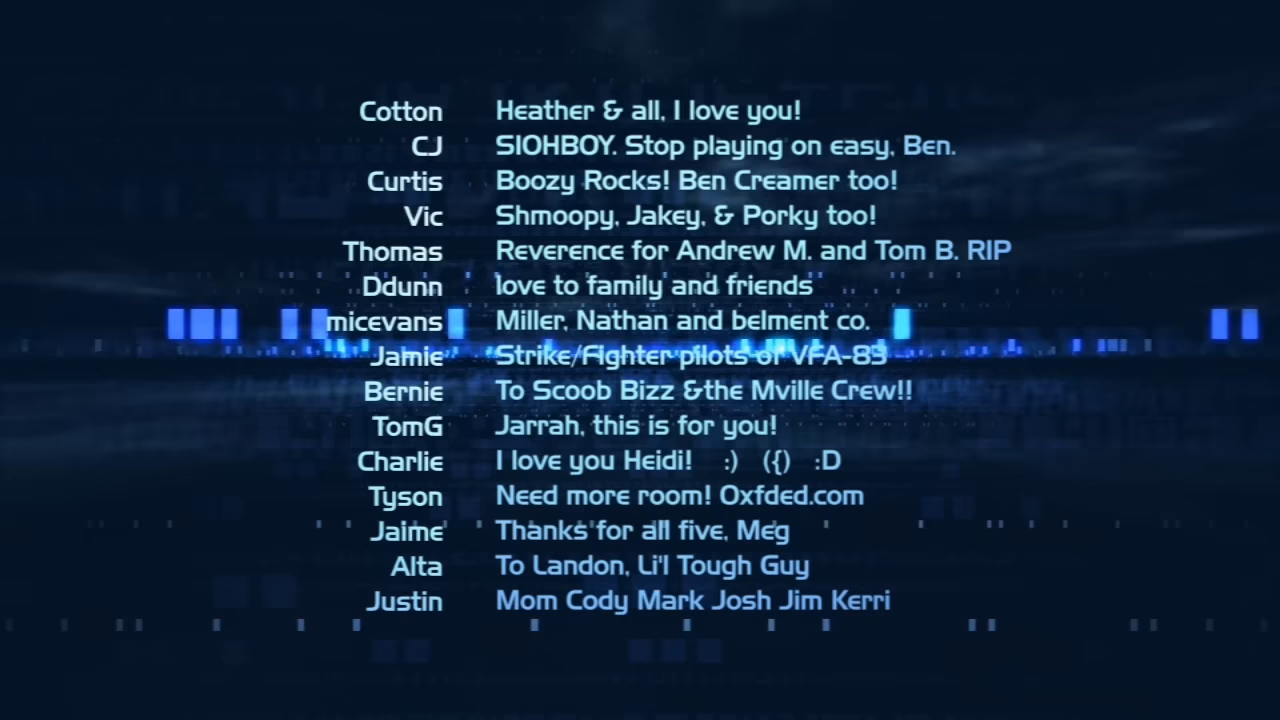 Cotton Heather & all, I love you!
CJ SIOHBOY. Stop playing on easy, Ben.
Curtis Boozy Rocks! Ben Creamer too!
Vic Shmoopy, Jakey, & Porky too!
Thomas Reverence for Andrew M. and Tom B. RIP
Ddunn love to family and friends
micevans Miller, Nathan and belment co.
Jamie Strike/Fighter pilots of VFA-83
Bernie To Scoob Bizz &the Mville Crew!!
TomG Jarrah, this is for you!
Charlie I love you Heidi! :) ({) :D
Tyson Need more room! Oxfded.com
Jaime Thanks for all five, Meg
Alta To Landon, Li'l Tough Guy
Justin Mom Cody Mark Josh Jim Kerri